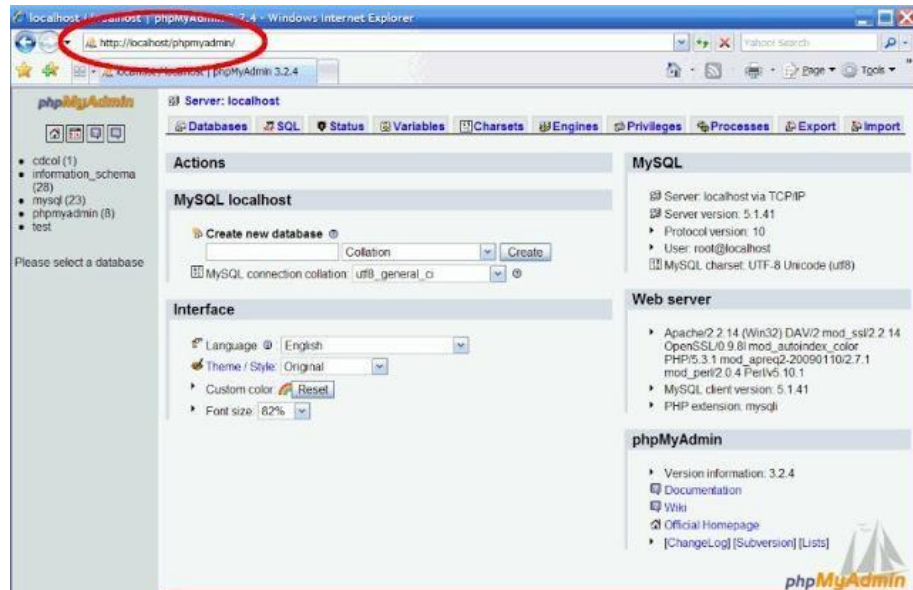 localhost / localhost | phpMyAdmin 3.2.4 - Windows Internet Explorer
http://localhost/phpmyadmin/
Yahoo! Search
localhost / localhost | phpMyAdmin 3.2.4
Page
Tools
phpMyAdmin
cdcol (1)
information_schema
(28)
mysql (23)
phpmyadmin (8)
test
Please select a database
Server: localhost
Databases SQL Status Variables Charsets Engines Privileges Processes Export Import
Actions
MySQL localhost
Create new database
Collation Create
MySQL connection collation: utf8_general_ci
Interface
Language English
Theme / Style: Original
Custom color: Reset
Font size: 82%
MySQL
Server: localhost via TCP/IP
Server version: 5.1.41
Protocol version: 10
User: root@localhost
MySQL charset: UTF-8 Unicode (utf8)
Web server
Apache/2.2.14 (Win32) DAV/2 mod_ssl/2.2.14
OpenSSL/0.9.8l mod_autoindex_color
PHP/5.3.1 mod_apreq2-20090110/2.7.1
mod_perl/2.0.4 Perl/v5.10.1
MySQL client version: 5.1.41
PHP extension: mysqli
phpMyAdmin
Version information: 3.2.4
Documentation
Wiki
Official Homepage
[ChangeLog] [Subversion] [Lists]
phpMyAdmin